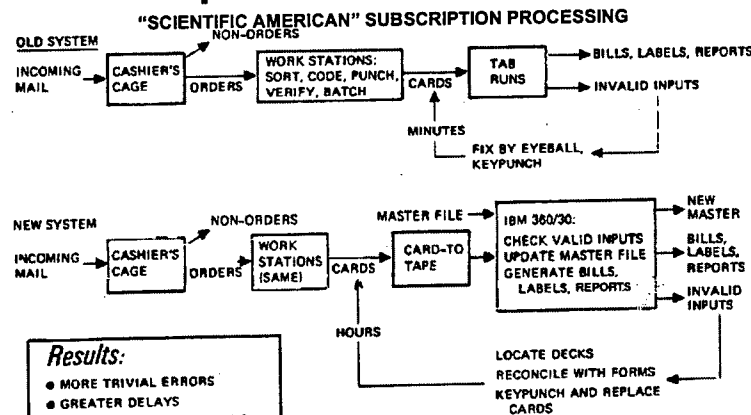 "SCIENTIFIC AMERICAN" SUBSCRIPTION PROCESSING
OLD SYSTEM
NON-ORDERS
INCOMING
MAIL
CASHIER'S
CAGE
ORDERS
WORK STATIONS:
SORT, CODE, PUNCH,
VERIFY, BATCH
CARDS
TAB
RUNS
BILLS, LABELS, REPORTS
INVALID INPUTS
MINUTES
FIX BY EYEBALL,
KEYPUNCH
NEW SYSTEM
NON-ORDERS
INCOMING
MAIL
CASHIER'S
CAGE
ORDERS
WORK
STATIONS
(SAME)
CARDS
MASTER FILE
CARD-TO
TAPE
IBM 360/30:
CHECK VALID INPUTS
UPDATE MASTER FILE
GENERATE BILLS,
LABELS, REPORTS
NEW
MASTER
BILLS,
LABELS,
REPORTS
INVALID
INPUTS
HOURS
LOCATE DECKS
RECONCILE WITH FORMS
KEYPUNCH AND REPLACE
CARDS
Results:
• MORE TRIVIAL ERRORS
• GREATER DELAYS